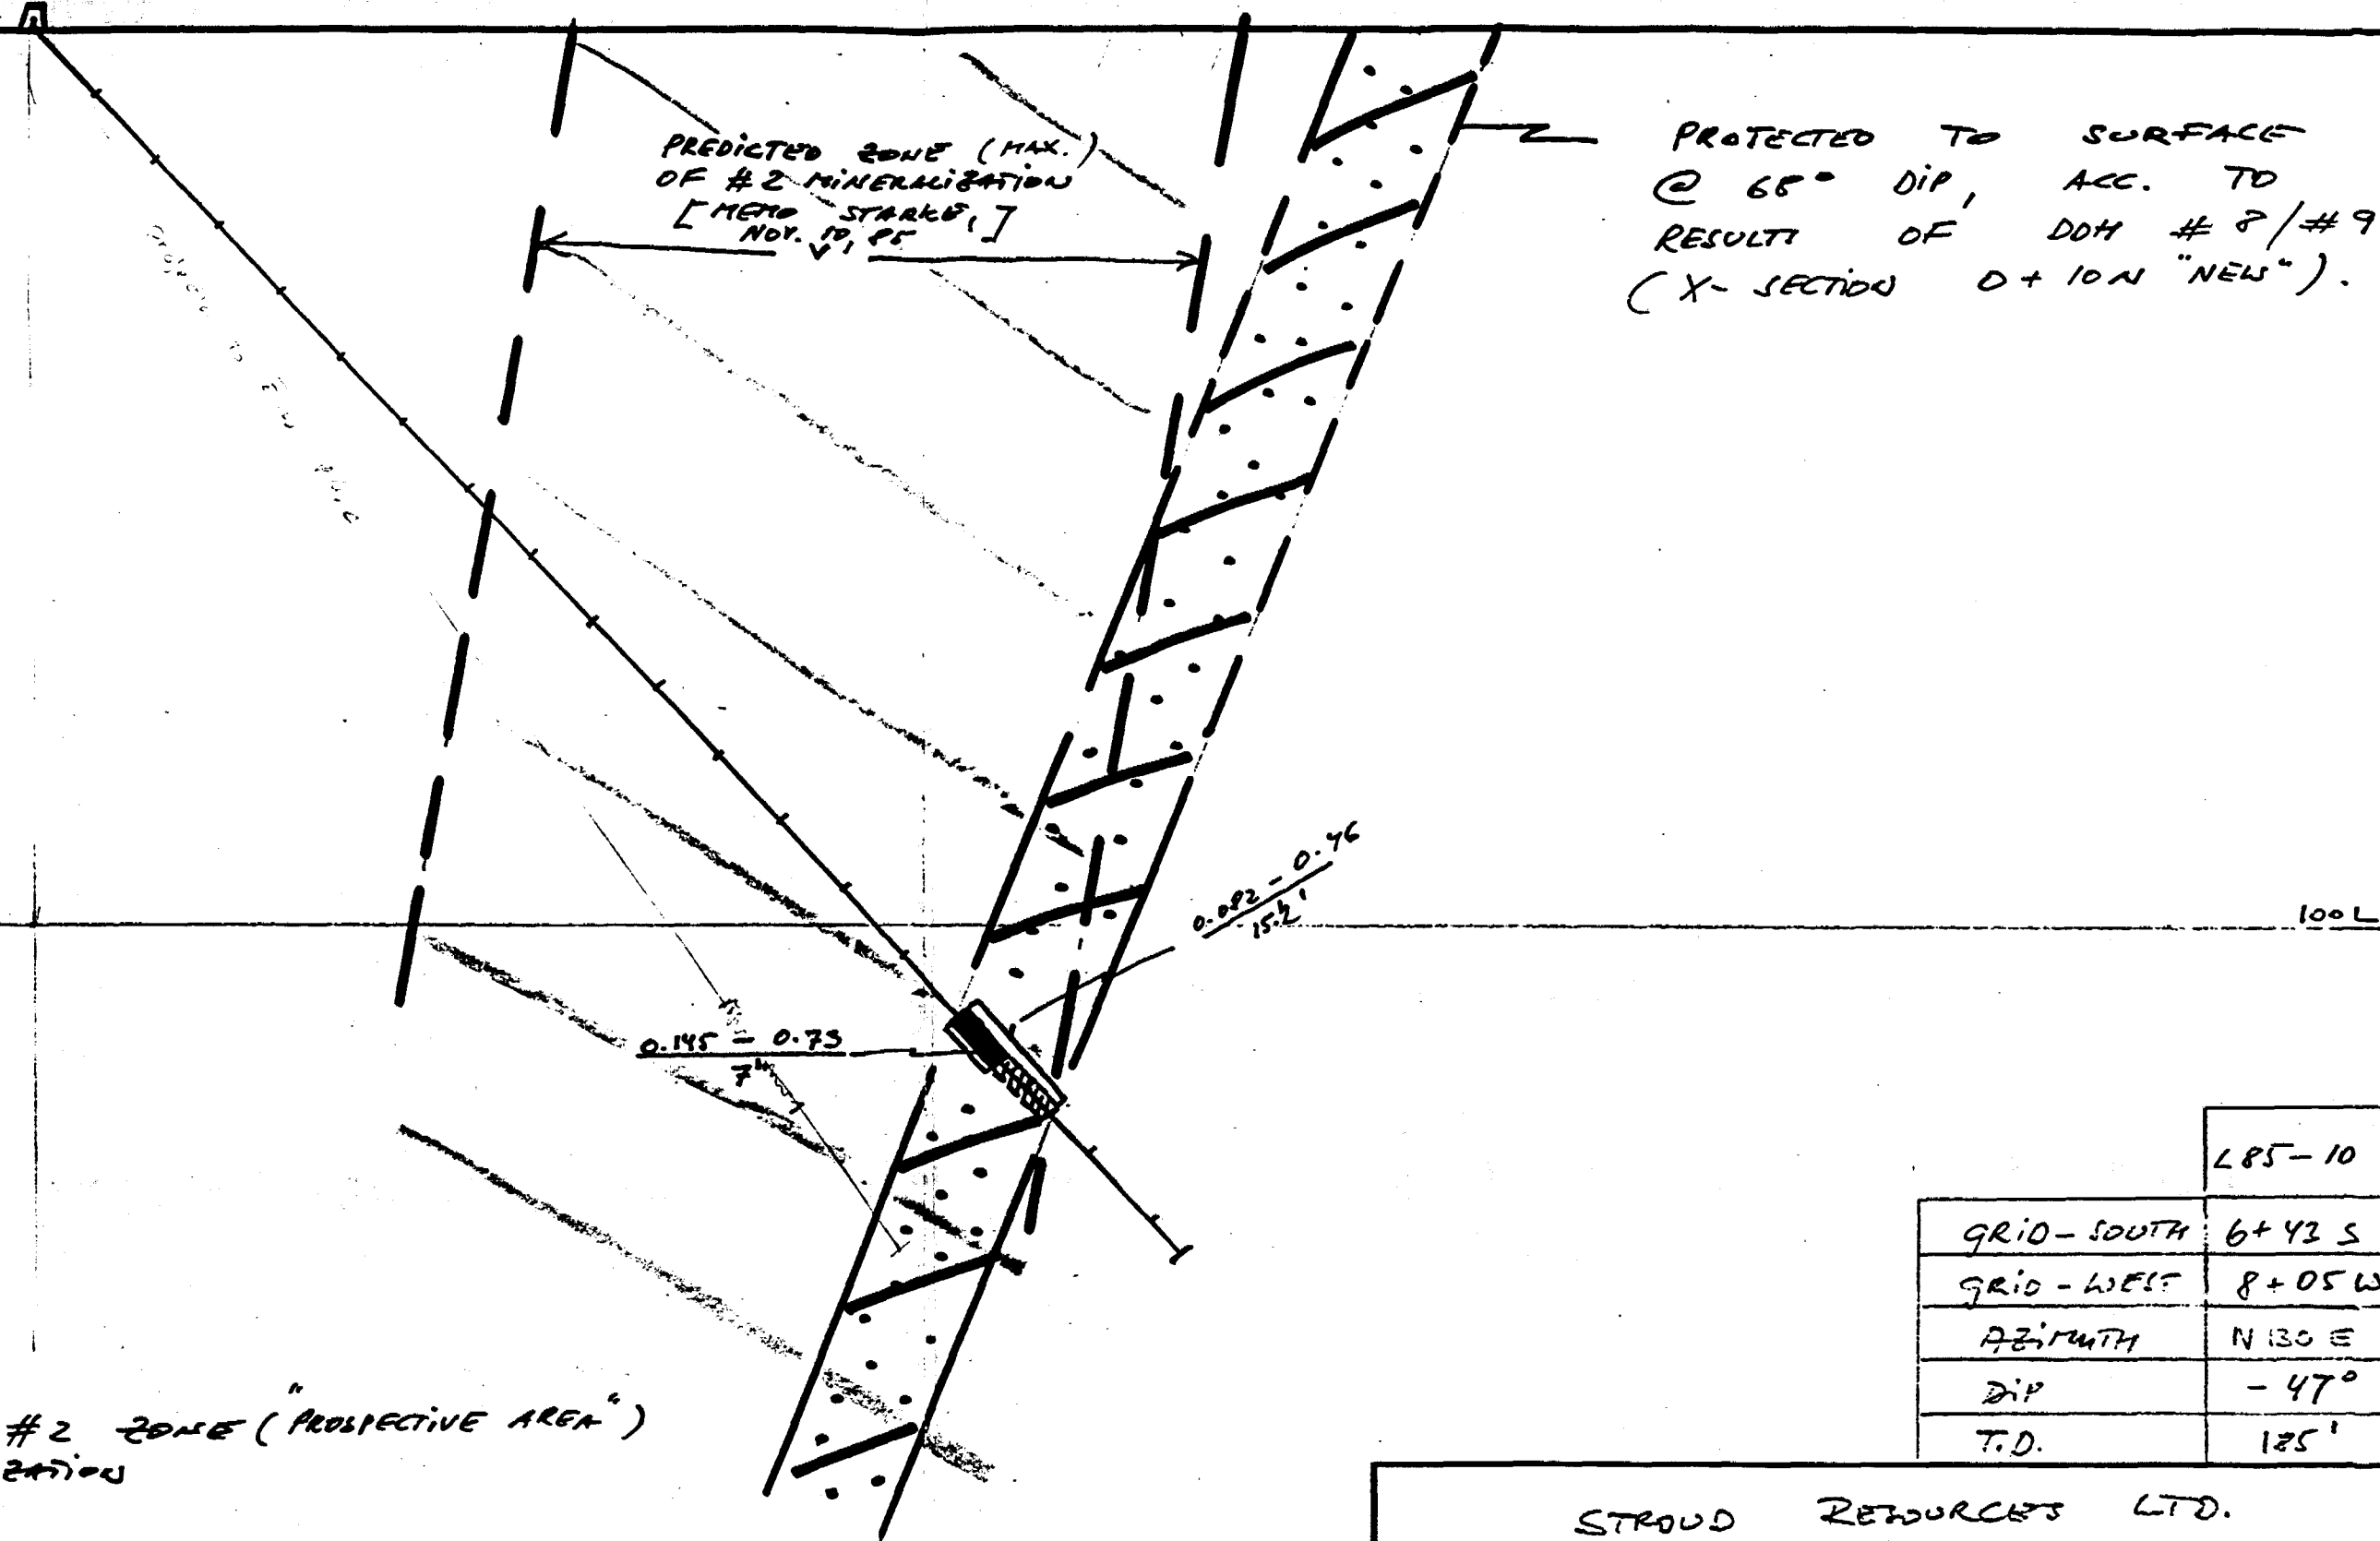 PREDICTED ZONE (MAX.)
OF #2 MINERALIZATION
[MEMO STARKE,]
NOV. 10, 85
PROTECTED TO SURFACE
@ 68° DIP, ACC. TO
RESULTS OF DDH #8/#9
(X-SECTION 0+10N "NEW").
0.082 - 0.46
15.2'
100 L
0.145 - 0.73
7'
L85-10
GRID-SOUTH 6+43 S
GRID-WEST 8+05 W
AZIMUTH N 130 E
DIP -47°
T.D. 185'
#2 ZONE ("PROSPECTIVE AREA")
ZATION
STROUD RESOURCES LTD.